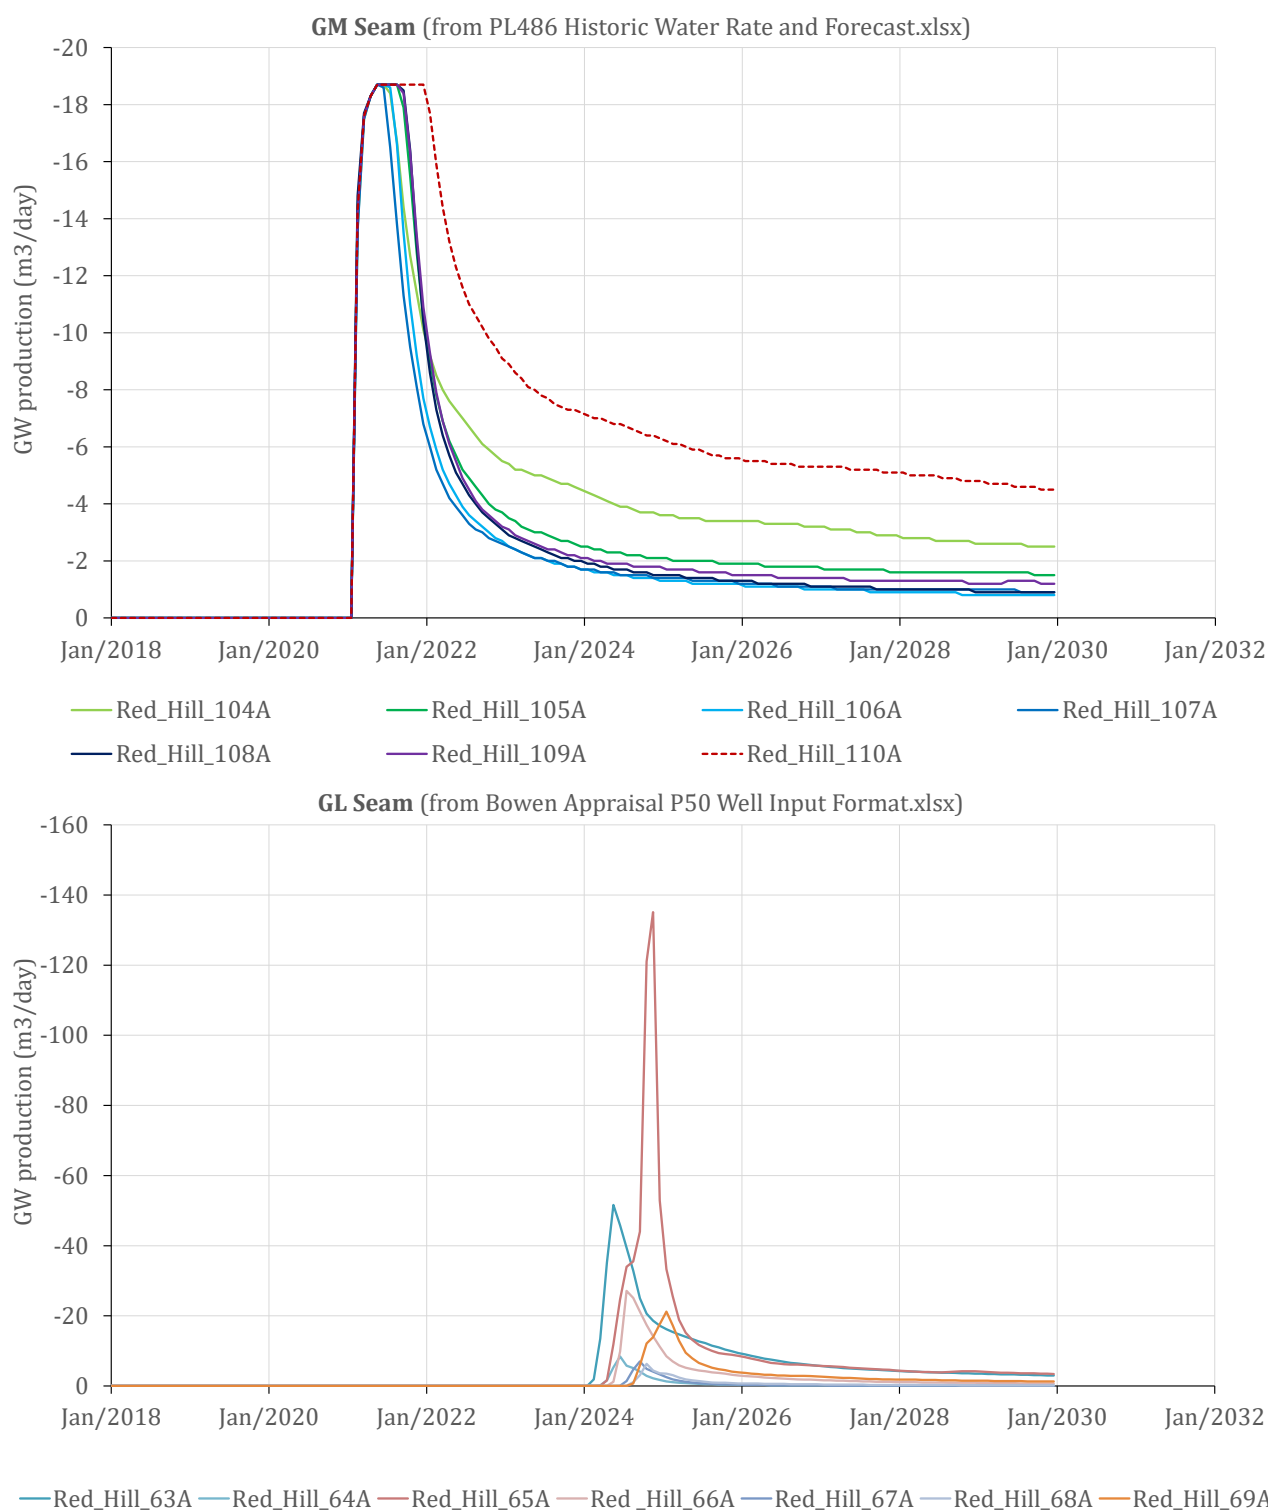 GM Seam (from PL486 Historic Water Rate and Forecast.xlsx)
GW production (m3/day)
-20
-18
-16
-14
-12
-10
-8
-6
-4
-2
0
Jan/2018 Jan/2020 Jan/2022 Jan/2024 Jan/2026 Jan/2028 Jan/2030 Jan/2032
Red_Hill_104A Red_Hill_105A Red_Hill_106A Red_Hill_107A
Red_Hill_108A Red_Hill_109A Red_Hill_110A
GL Seam (from Bowen Appraisal P50 Well Input Format.xlsx)
GW production (m3/day)
-160
-140
-120
-100
-80
-60
-40
-20
0
Jan/2018 Jan/2020 Jan/2022 Jan/2024 Jan/2026 Jan/2028 Jan/2030 Jan/2032
Red_Hill_63A Red_Hill_64A Red_Hill_65A Red _Hill_66A Red_Hill_67A Red_Hill_68A Red_Hill_69A